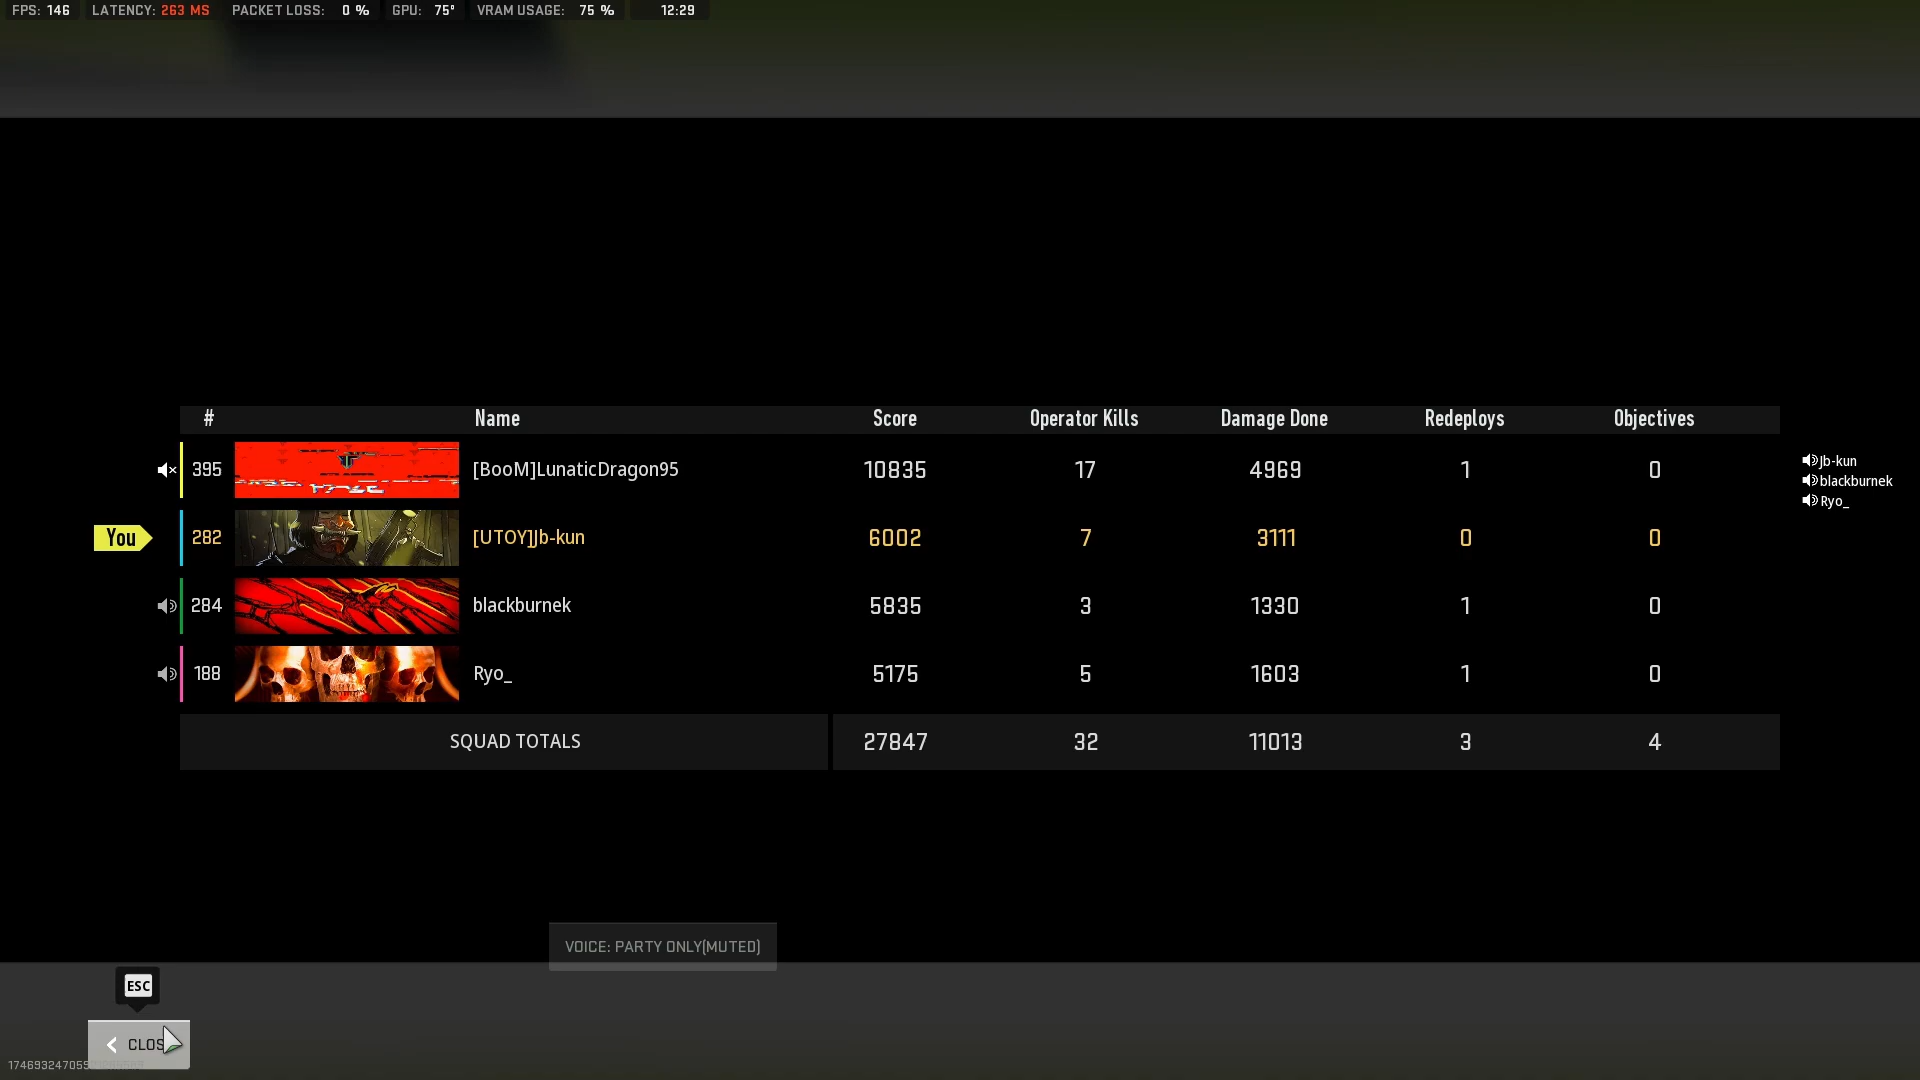 FPS: 146 LATENCY: 263 MS PACKET LOSS: 0 % GPU: 75° VRAM USAGE: 75 % 12:29
# Name Score Operator Kills Damage Done Redeploys Objectives
395 [BooM]LunaticDragon95 10835 17 4969 1 0
You 282 [UTOY]Jb-kun 6002 7 3111 0 0
284 blackburnek 5835 3 1330 1 0
188 Ryo_ 5175 5 1603 1 0
SQUAD TOTALS 27847 32 11013 3 4
Jb-kun
blackburnek
Ryo_
VOICE: PARTY ONLY(MUTED)
ESC